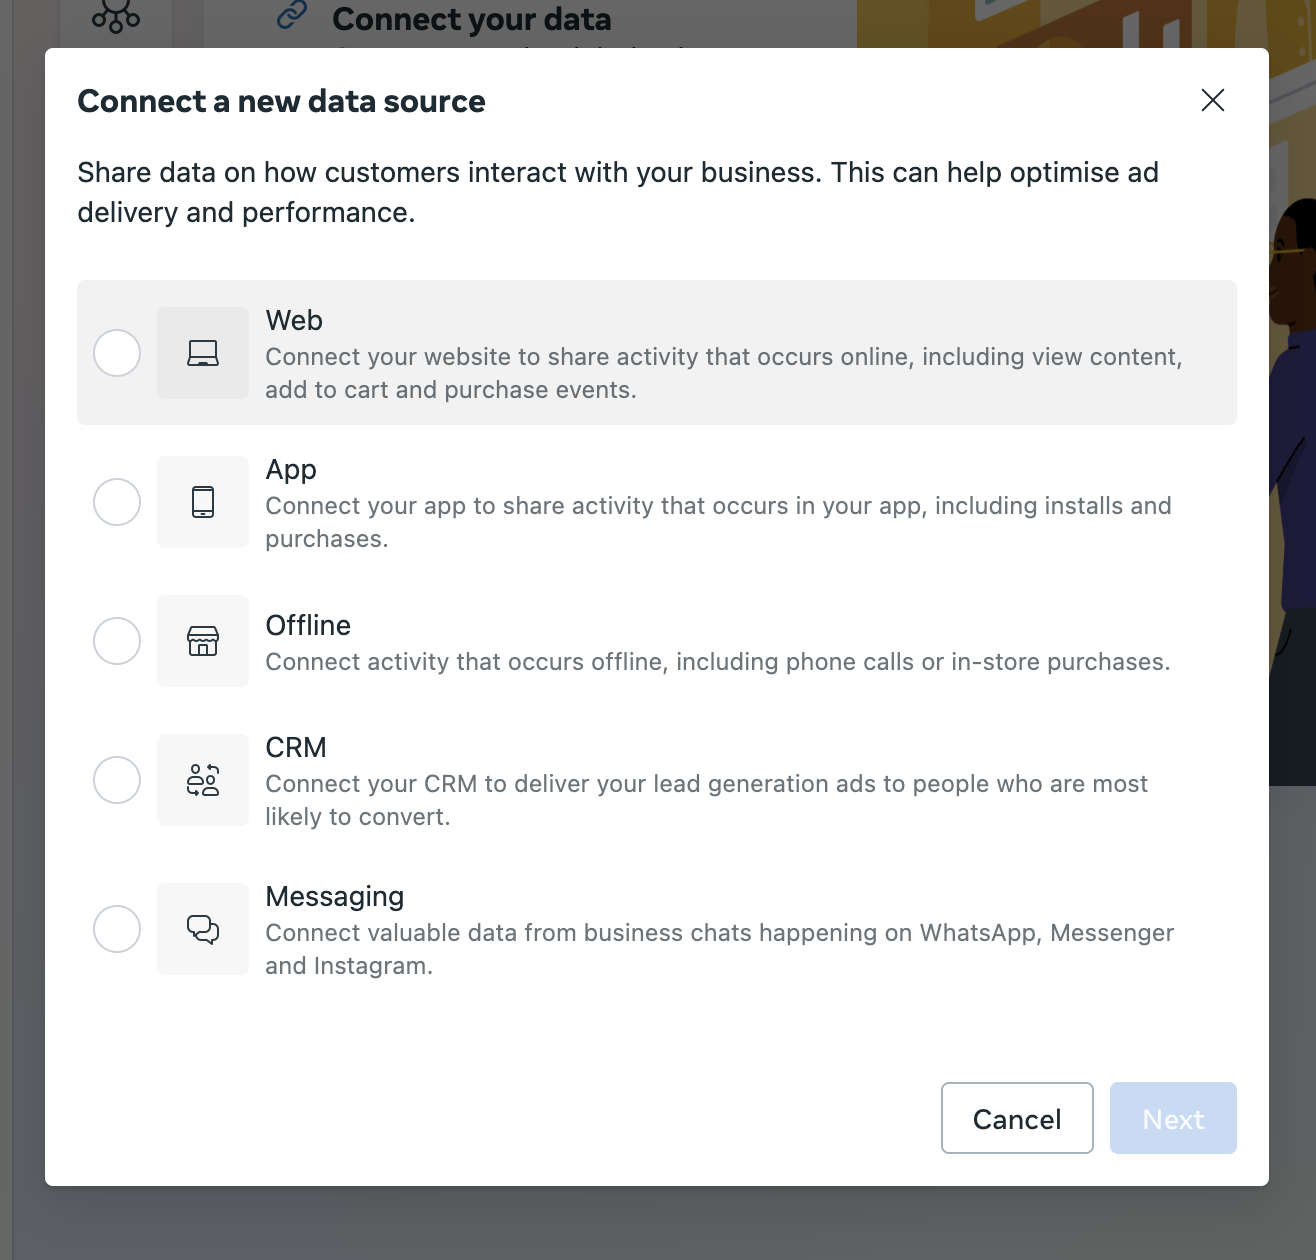 Connect your data
Connect a new data source
Share data on how customers interact with your business. This can help optimise ad
delivery and performance.
Web
Connect your website to share activity that occurs online, including view content,
add to cart and purchase events.
App
Connect your app to share activity that occurs in your app, including installs and
purchases.
Offline
Connect activity that occurs offline, including phone calls or in-store purchases.
CRM
Connect your CRM to deliver your lead generation ads to people who are most
likely to convert.
Messaging
Connect valuable data from business chats happening on WhatsApp, Messenger
and Instagram.
Cancel
Next